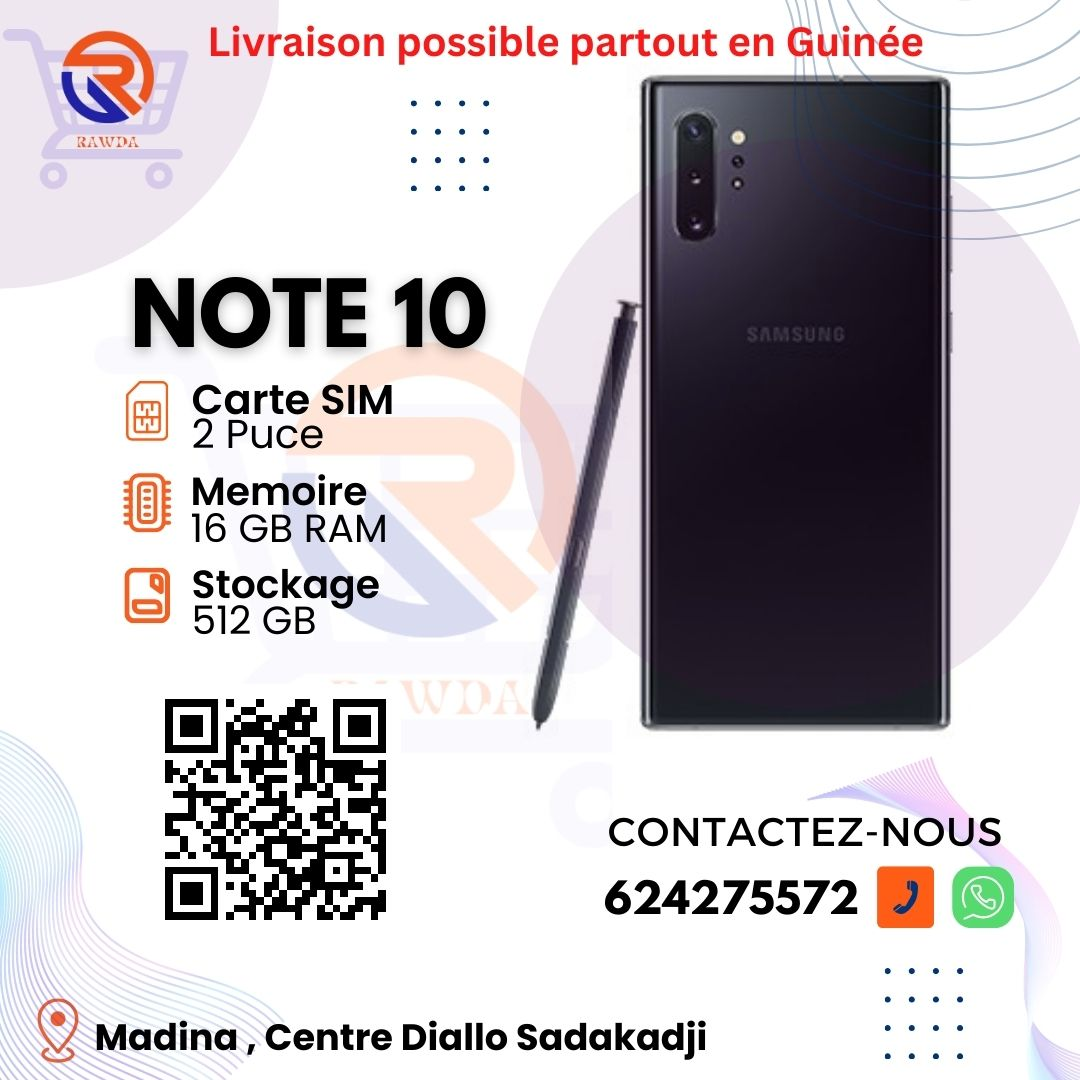 Livraison possible partout en Guinée
RAWDA
SAMSUNG
NOTE 10
Carte SIM
2 Puce
Memoire
16 GB RAM
Stockage
512 GB
RAWDA
CONTACTEZ-NOUS
624275572
Madina , Centre Diallo Sadakadji